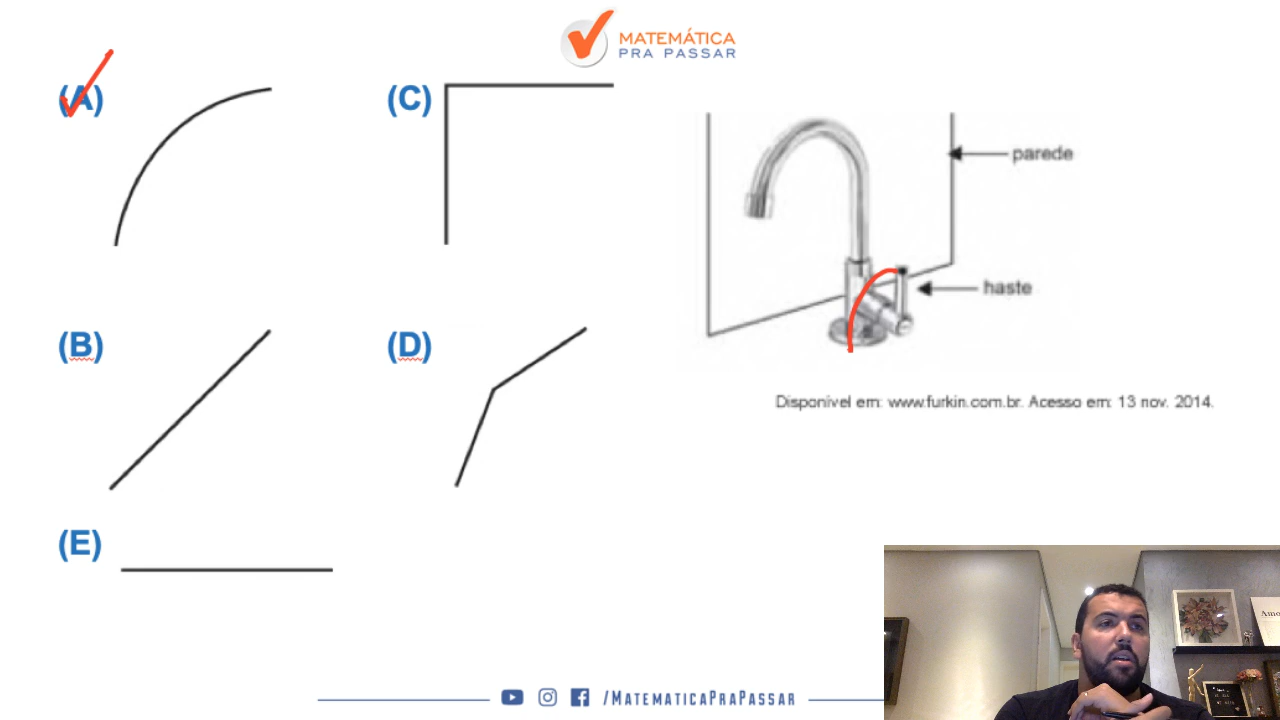 MATEMÁTICA
PRA PASSAR
(A)
(C)
parede
haste
(B)
(D)
Disponível em: www.furkin.com.br. Acesso em: 13 nov. 2014.
(E)
/MATEMATICAPRAPASSAR